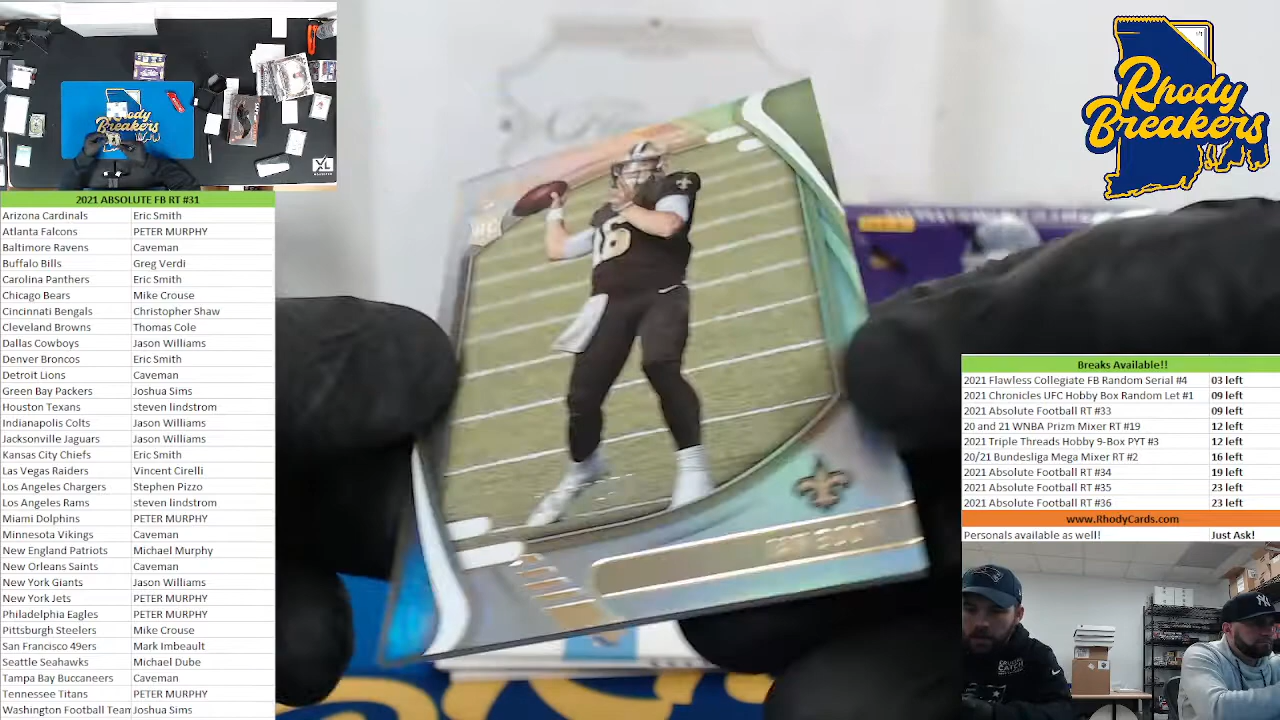 2021 ABSOLUTE FB RT #31
Arizona Cardinals Eric Smith
Atlanta Falcons PETER MURPHY
Baltimore Ravens Caveman
Buffalo Bills Greg Verdi
Carolina Panthers Eric Smith
Chicago Bears Mike Crouse
Cincinnati Bengals Christopher Shaw
Cleveland Browns Thomas Cole
Dallas Cowboys Jason Williams
Denver Broncos Eric Smith
Detroit Lions Caveman
Green Bay Packers Joshua Sims
Houston Texans steven lindstrom
Indianapolis Colts Jason Williams
Jacksonville Jaguars Jason Williams
Kansas City Chiefs Eric Smith
Las Vegas Raiders Vincent Cirelli
Los Angeles Chargers Stephen Pizzo
Los Angeles Rams steven lindstrom
Miami Dolphins PETER MURPHY
Minnesota Vikings Caveman
New England Patriots Michael Murphy
New Orleans Saints Caveman
New York Giants Jason Williams
New York Jets PETER MURPHY
Philadelphia Eagles PETER MURPHY
Pittsburgh Steelers Mike Crouse
San Francisco 49ers Mark Imbeault
Seattle Seahawks Michael Dube
Tampa Bay Buccaneers Caveman
Tennessee Titans PETER MURPHY
Washington Football Team Joshua Sims
Rhody
Breakers
XL
16
Rhody
Breakers
Breaks Available!!
2021 Flawless Collegiate FB Random Serial #4 03 left
2021 Chronicles UFC Hobby Box Random Let #1 09 left
2021 Absolute Football RT #33 09 left
20 and 21 WNBA Prizm Mixer RT #19 12 left
2021 Triple Threads Hobby 9-Box PYT #3 12 left
20/21 Bundesliga Mega Mixer RT #2 16 left
2021 Absolute Football RT #34 19 left
2021 Absolute Football RT #35 23 left
2021 Absolute Football RT #36 23 left
www.RhodyCards.com
Personals available as well! Just Ask!